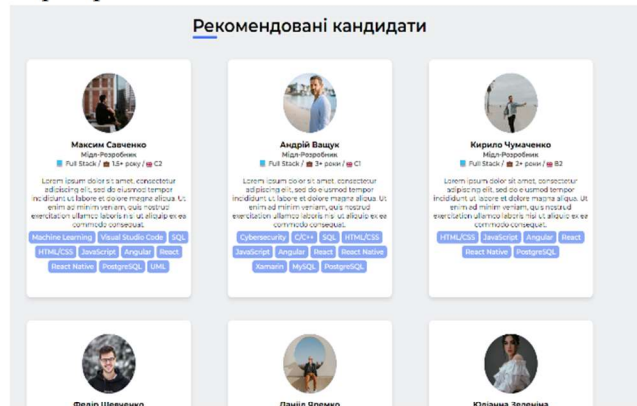 Рекомендовані кандидати
Максим Савченко
Мідл-Розробник
Full Stack / 1,5+ року / C2
Lorem ipsum dolor sit amet, consectetur
adipiscing elit, sed do eiusmod tempor
incididunt ut labore et dolore magna aliqua. Ut
enim ad minim veniam, quis nostrud
exercitation ullamco laboris nisi ut aliquip ex ea
commodo consequat.
Machine Learning Visual Studio Code SQL
HTML/CSS JavaScript Angular React
React Native PostgreSQL UML
Андрій Ващук
Мідл-Розробник
Full Stack / 3+ роки / C1
Lorem ipsum dolor sit amet, consectetur
adipiscing elit, sed do eiusmod tempor
incididunt ut labore et dolore magna aliqua. Ut
enim ad minim veniam, quis nostrud
exercitation ullamco laboris nisi ut aliquip ex ea
commodo consequat.
Cybersecurity C/C++ SQL HTML/CSS
JavaScript Angular React React Native
Xamarin MySQL PostgreSQL
Кирило Чумаченко
Мідл-Розробник
Full Stack / 2+ роки / B2
Lorem ipsum dolor sit amet, consectetur
adipiscing elit, sed do eiusmod tempor
incididunt ut labore et dolore magna aliqua. Ut
enim ad minim veniam, quis nostrud
exercitation ullamco laboris nisi ut aliquip ex ea
commodo consequat.
HTML/CSS JavaScript Angular React
React Native PostgreSQL
Федір Шевченко
Данііл Яремко
Юліанна Зеленіна